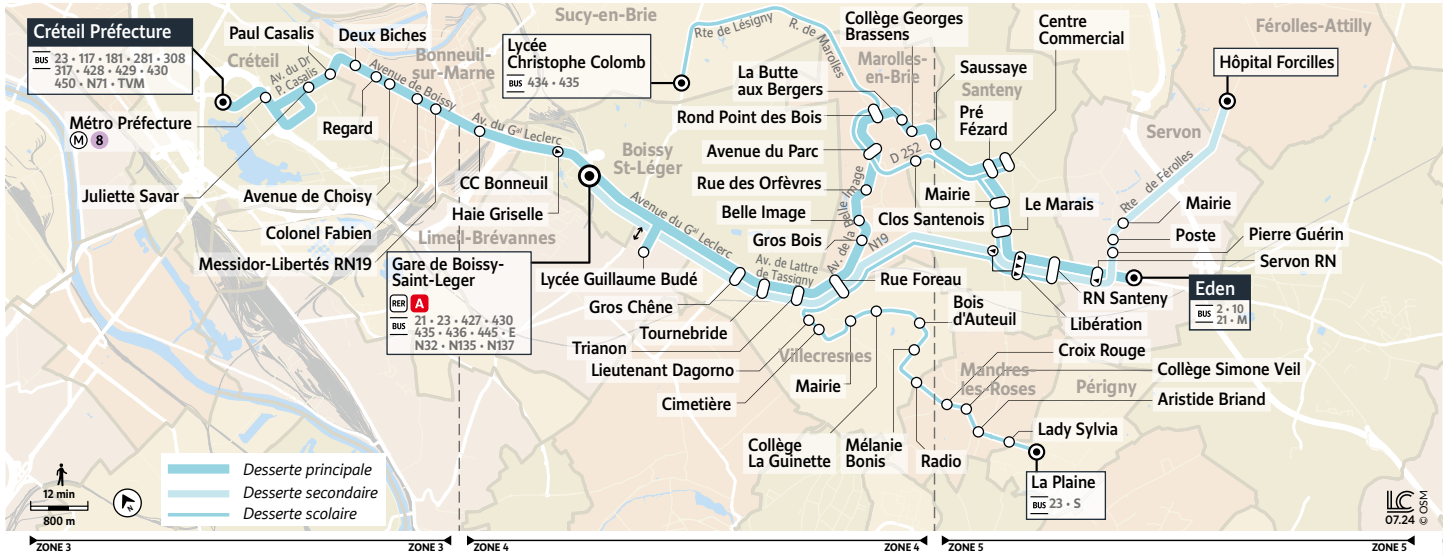 Créteil Préfecture
BUS 23 • 117 • 181 • 281 • 308
317 • 428 • 429 • 430
450 • N71 • TVM
Métro Préfecture
M 8
Juliette Savar
Créteil
Av. du Dr
P. Casalis
Paul Casalis
Deux Biches
Regard
Avenue de Boissy
Bonneuil-
sur-Marne
Avenue de Choisy
Colonel Fabien
Messidor-Libertés RN19
Av. du Gal Leclerc
CC Bonneuil
Haie Griselle
Limeil-Brévannes
Gare de Boissy-
Saint-Leger
RER A
BUS 21 • 23 • 427 • 430
435 • 436 • 445 • E
N32 • N135 • N137
Boissy
St-Léger
Avenue du Gal Leclerc
Lycée Guillaume Budé
Gros Chêne
Tournebride
Trianon
Av. de Lattre
de Tassigny
Lieutenant Dagorno
Cimetière
Villecresnes
Mairie
Collège
La Guinette
Mélanie
Bonis
Radio
Bois
d'Auteuil
Rue Foreau
Sucy-en-Brie
Lycée
Christophe Colomb
BUS 434 • 435
Rte de Lésigny
R. de Marolles
Collège Georges
Brassens
La Butte
aux Bergers
Marolles-
en-Brie
Rond Point des Bois
Avenue du Parc
Rue des Orfèvres
Belle Image
Gros Bois
Av. de la Belle Image
N19
D 252
Clos Santenois
Saussaye
Santeny
Pré
Fézard
Centre
Commercial
Mairie
Le Marais
Libération
RN Santeny
Férolles-Attilly
Hôpital Forcilles
Servon
Rte
de Férolles
Mairie
Poste
Pierre Guérin
Servon RN
Eden
BUS 2 • 10
21 • M
Croix Rouge
Mandres-
les-Roses
Périgny
Collège Simone Veil
Aristide Briand
Lady Sylvia
La Plaine
BUS 23 • S
12 min
800 m
N
Desserte principale
Desserte secondaire
Desserte scolaire
LC
07.24
© OSM
ZONE 3
ZONE 3
ZONE 4
ZONE 4
ZONE 5
ZONE 5